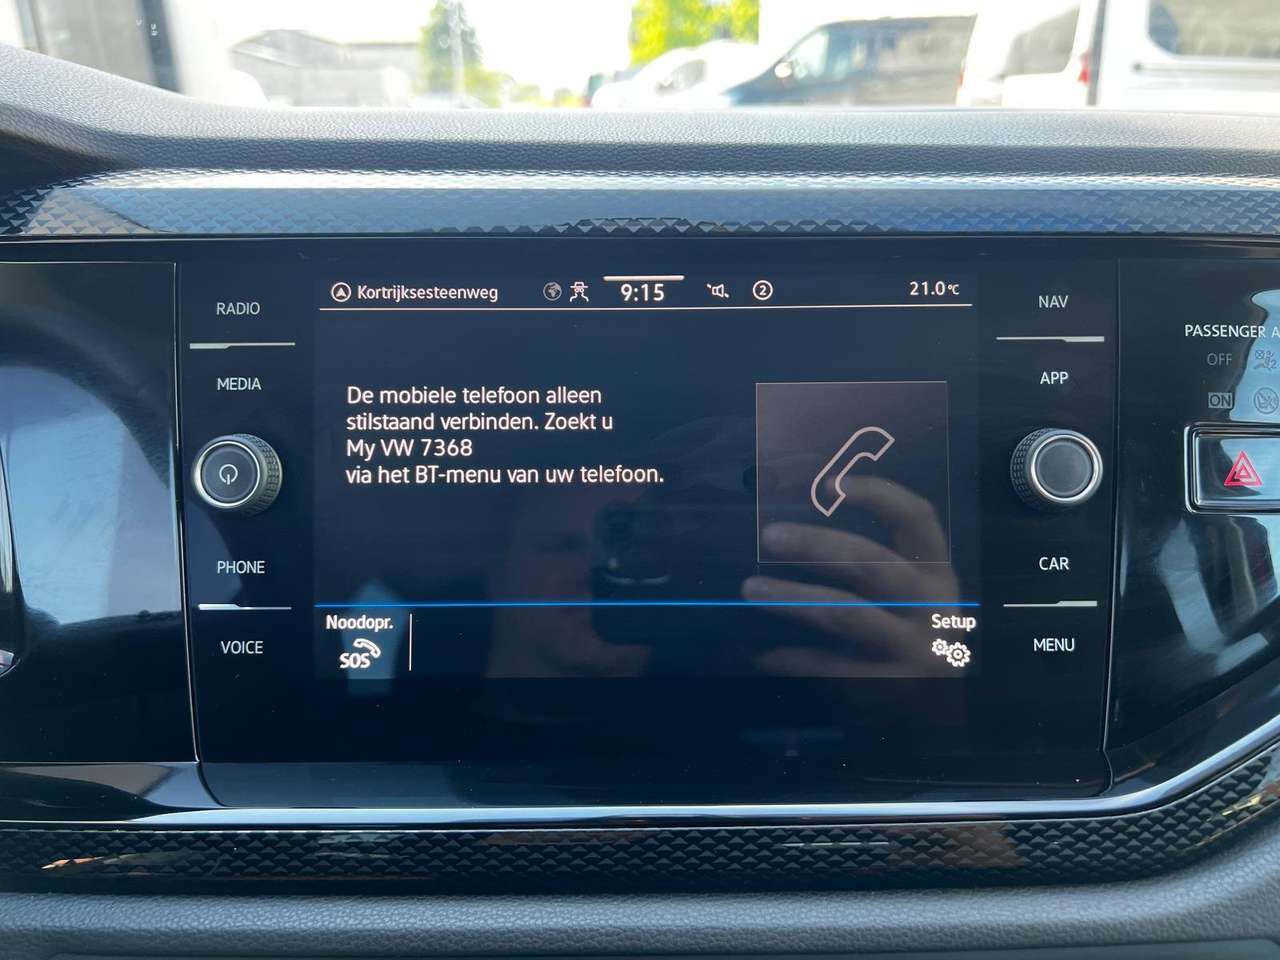 RADIO
MEDIA
PHONE
VOICE
Kortrijksesteenweg
9:15
2
21.0 °C
De mobiele telefoon alleen
stilstaand verbinden. Zoekt u
My VW 7368
via het BT-menu van uw telefoon.
Noodopr.
SOS
Setup
NAV
APP
CAR
MENU
PASSENGER A
OFF
ON